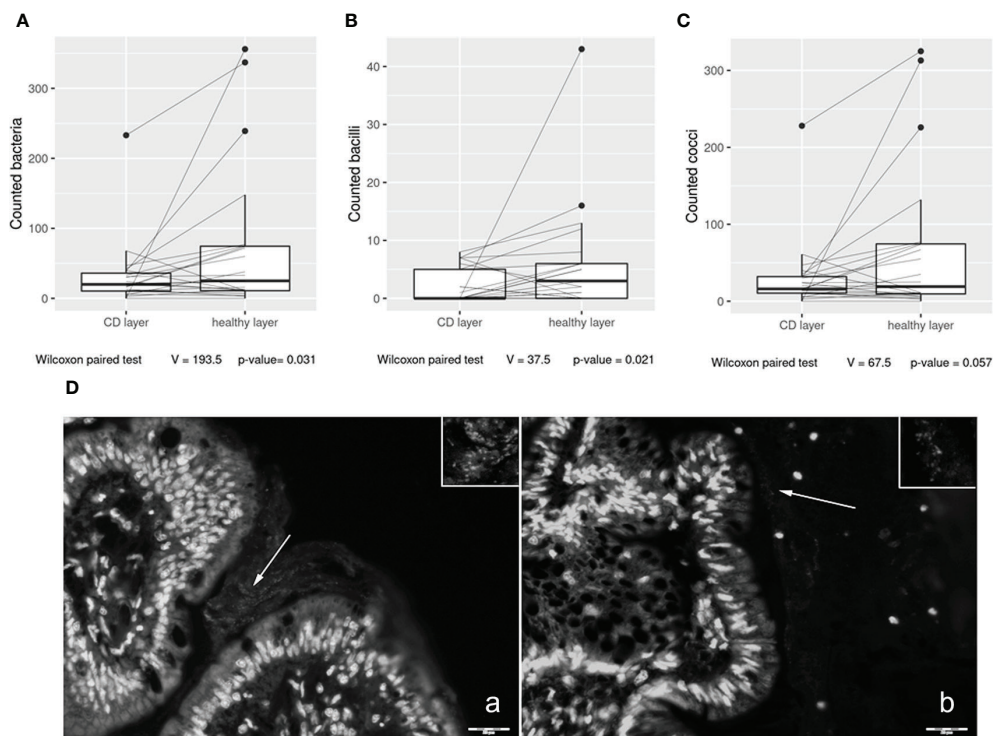 A
Counted bacteria
300
200
100
0
CD layer healthy layer
Wilcoxon paired test V = 193.5 p-value= 0.031
B
Counted bacilli
40
30
20
10
0
CD layer healthy layer
Wilcoxon paired test V = 37.5 p-value = 0.021
C
Counted cocci
300
200
100
0
CD layer healthy layer
Wilcoxon paired test V = 67.5 p-value = 0.057
D
a
b